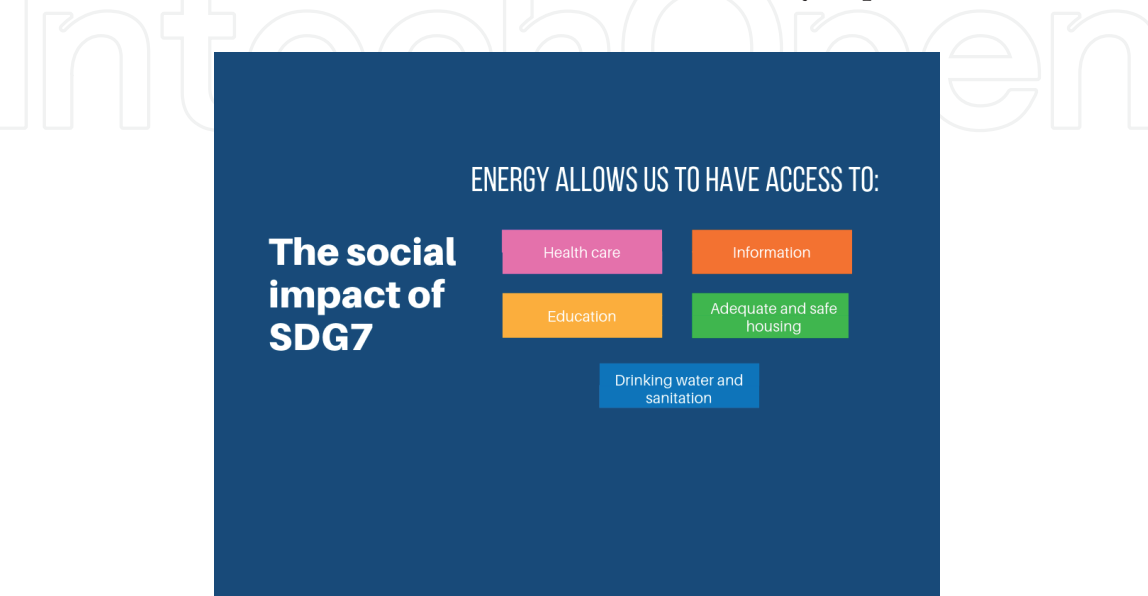 IntechOpen
ENERGY ALLOWS US TO HAVE ACCESS TO:
The social
impact of
SDG7
Health care
Information
Education
Adequate and safe
housing
Drinking water and
sanitation